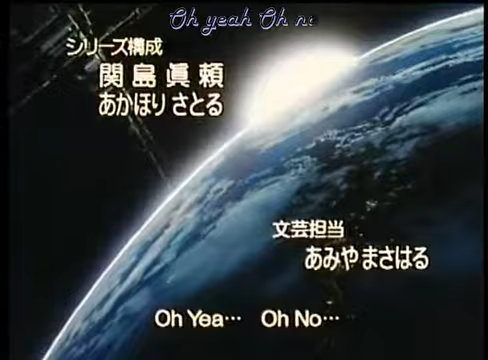 Oh yeah Oh no
シリーズ構成
関島眞頼
あかほりさとる
文芸担当
あみやまさはる
Oh Yea… Oh No…